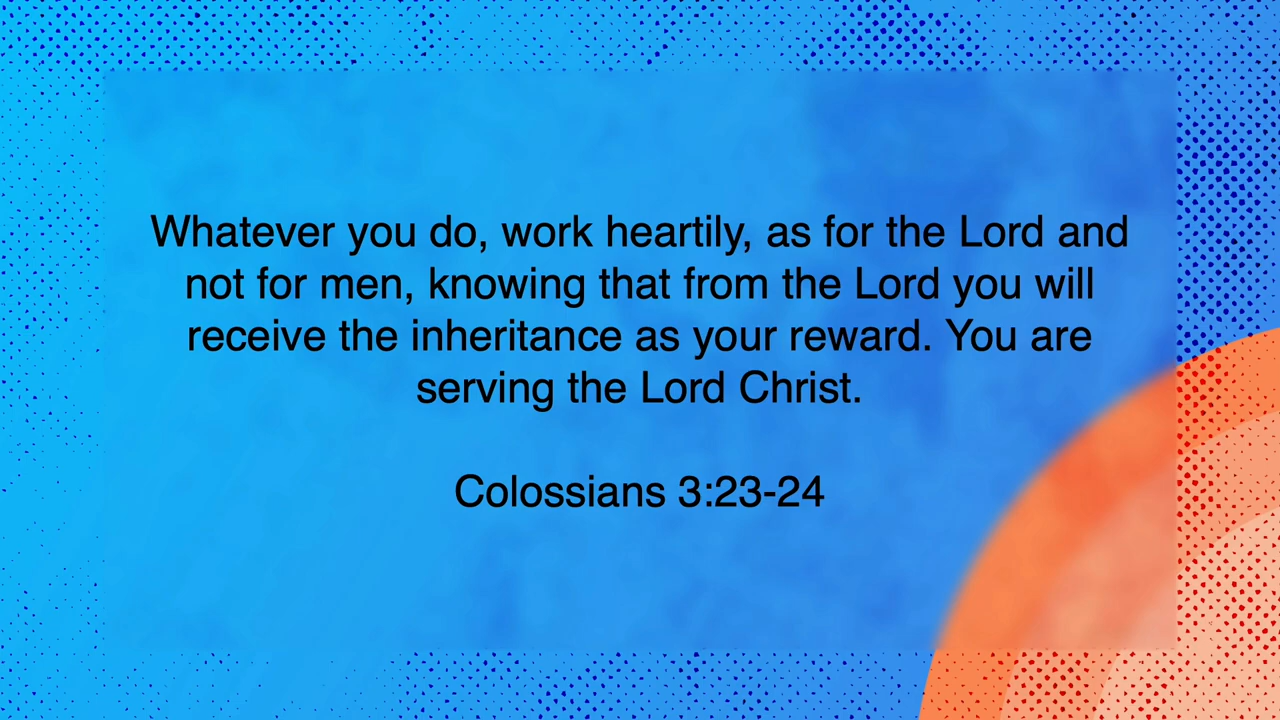 Whatever you do, work heartily, as for the Lord and
not for men, knowing that from the Lord you will
receive the inheritance as your reward. You are
serving the Lord Christ.
Colossians 3:23-24